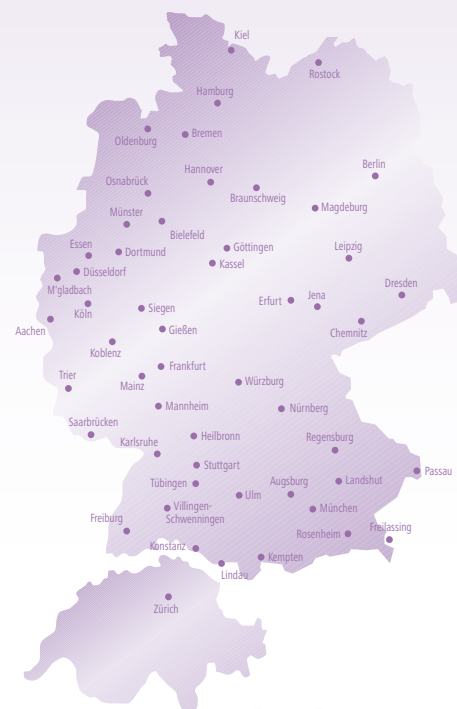 Kiel
Rostock
Hamburg
Bremen
Oldenburg
Berlin
Hannover
Osnabrück
Braunschweig
Magdeburg
Münster
Bielefeld
Essen
Dortmund
Göttingen
Leipzig
Kassel
Düsseldorf
M'gladbach
Dresden
Erfurt
Jena
Köln
Siegen
Aachen
Gießen
Chemnitz
Koblenz
Frankfurt
Trier
Mainz
Würzburg
Mannheim
Nürnberg
Saarbrücken
Heilbronn
Karlsruhe
Regensburg
Stuttgart
Passau
Tübingen
Augsburg
Landshut
Ulm
Villingen-
Schwenningen
München
Freiburg
Rosenheim
Freilassing
Konstanz
Kempten
Lindau
Zürich